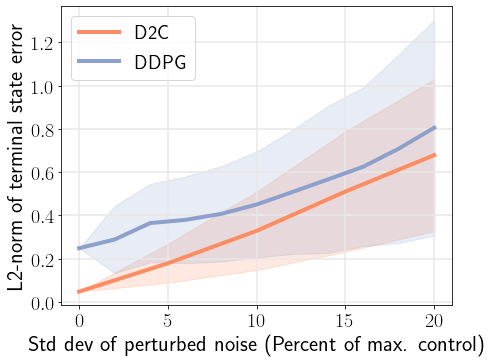 D2C
DDPG
L2-norm of terminal state error
1.2
1.0
0.8
0.6
0.4
0.2
0.0
0 5 10 15 20
Std dev of perturbed noise (Percent of max. control)